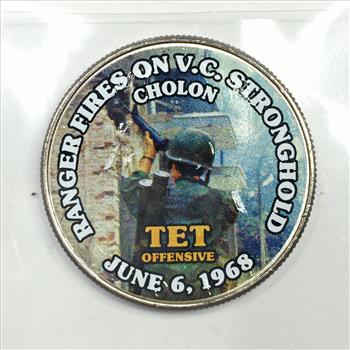 RANGER FIRES ON V.C. STRONGHOLD
CHOLON
TET
OFFENSIVE
JUNE 6, 1968